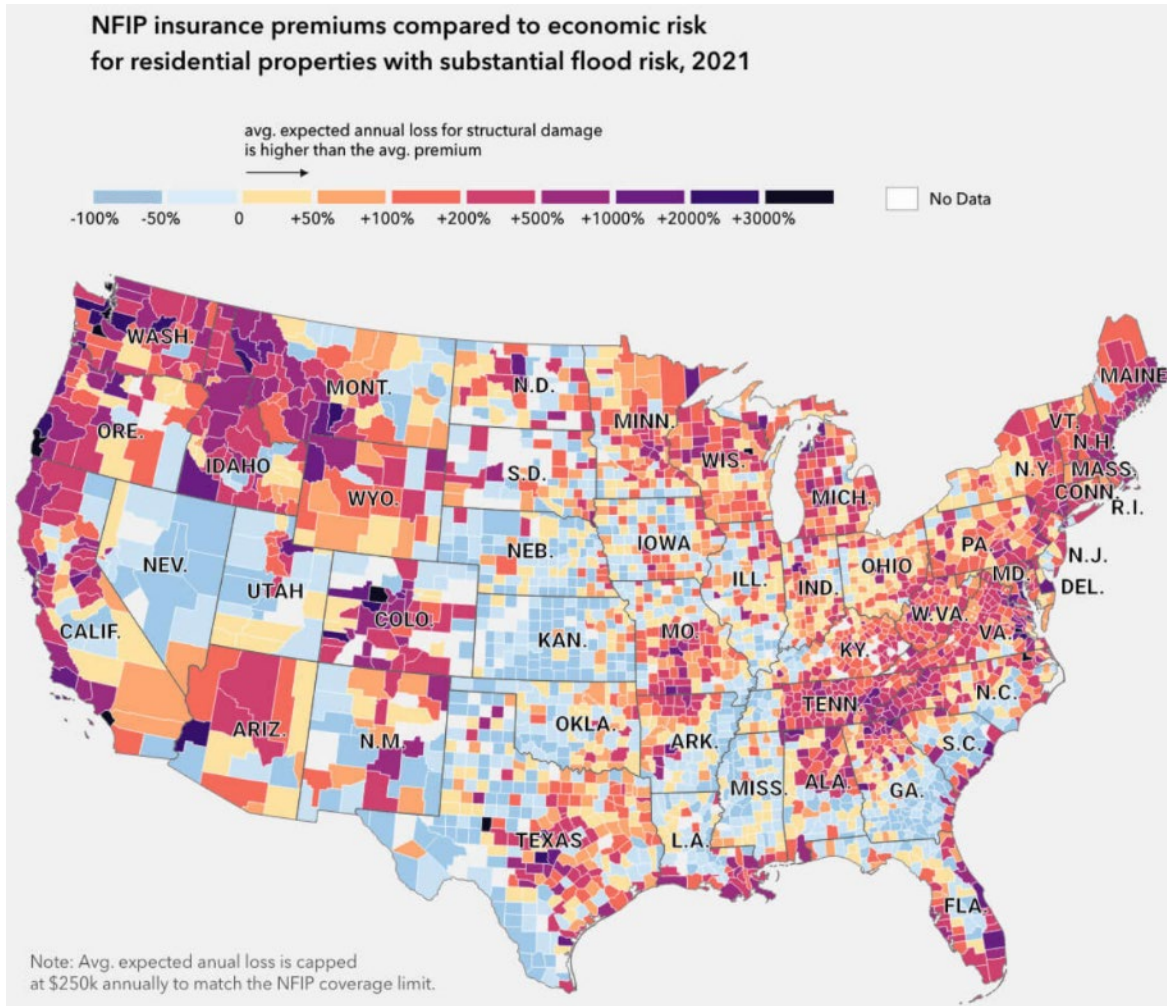 NFIP insurance premiums compared to economic risk
for residential properties with substantial flood risk, 2021
avg. expected annual loss for structural damage
is higher than the avg. premium
-100% -50% 0 +50% +100% +200% +500% +1000% +2000% +3000%
No Data
WASH.
MONT.
N.D.
MINN.
MAINE
ORE.
IDAHO
WYO.
S.D.
WIS.
MICH.
VT.
N.H.
N.Y.
MASS.
CONN.
R.I.
NEV.
UTAH
NEB.
IOWA
ILL.
IND.
OHIO
PA.
N.J.
MD.
DEL.
CALIF.
COLO.
KAN.
MO.
KY.
W.VA.
VA.
ARIZ.
N.M.
OKLA.
ARK.
TENN.
N.C.
S.C.
TEXAS
L.A.
MISS.
ALA.
GA.
FLA.
Note: Avg. expected anual loss is capped
at $250k annually to match the NFIP coverage limit.